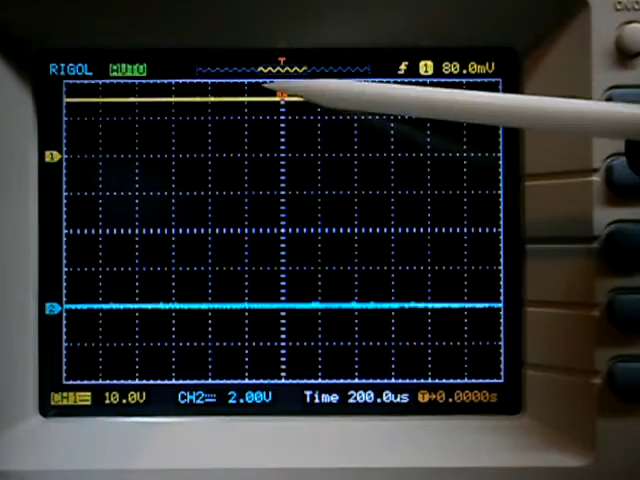 RIGOL AUTO T 1 80.0mV
1
2
CH1 10.0V CH2 2.00V Time 200.0us T→0.0000s